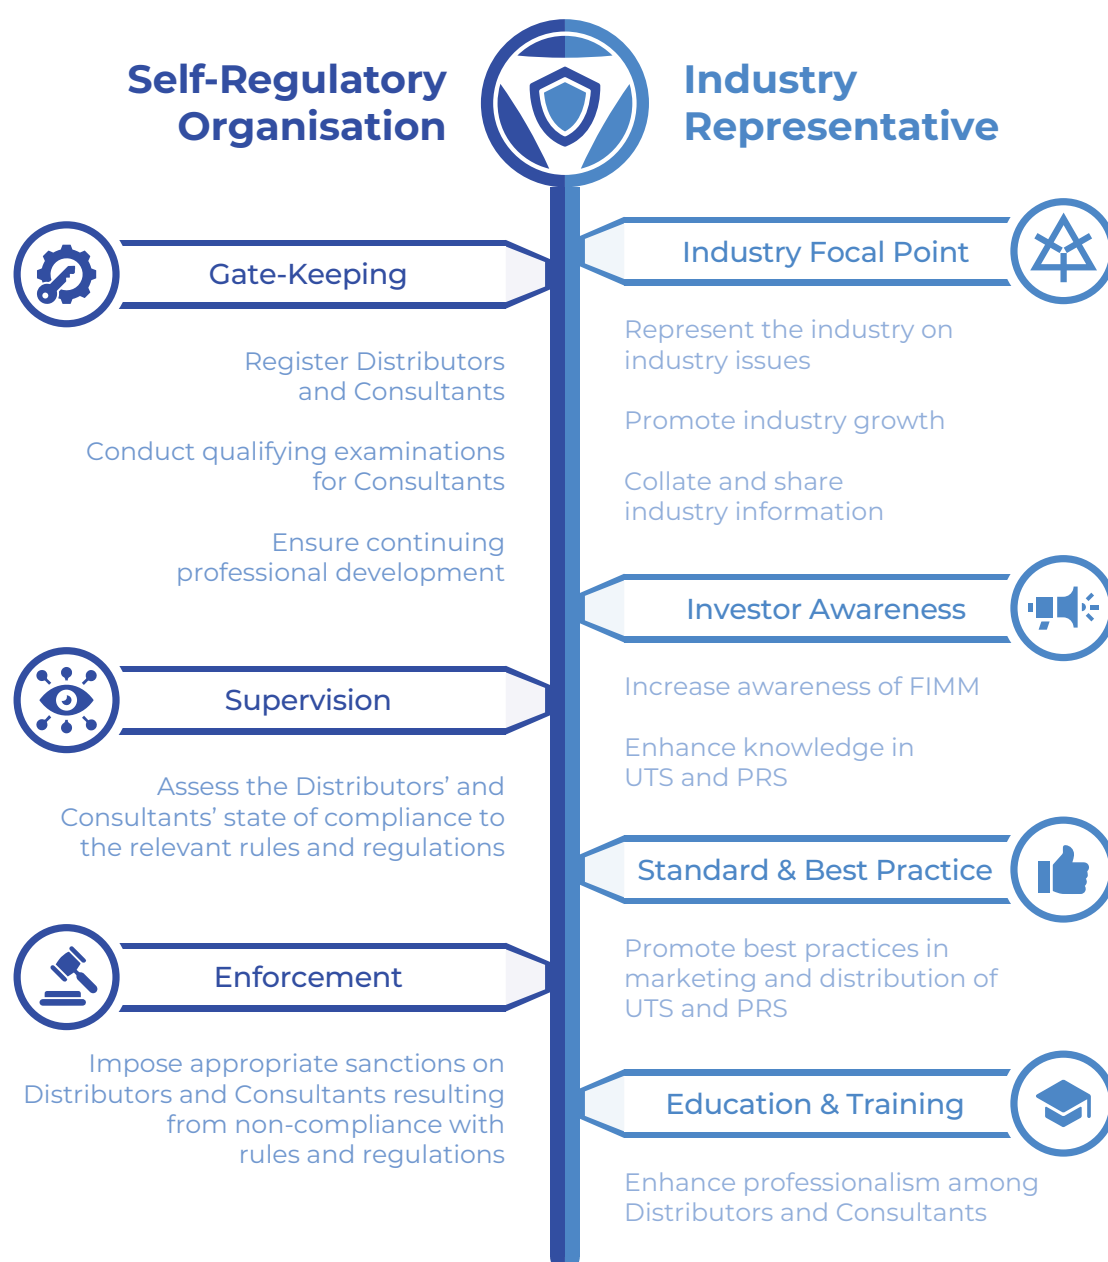 Self-Regulatory
Organisation
Industry
Representative
Gate-Keeping
Register Distributors
and Consultants
Conduct qualifying examinations
for Consultants
Ensure continuing
professional development
Supervision
Assess the Distributors’ and
Consultants’ state of compliance to
the relevant rules and regulations
Enforcement
Impose appropriate sanctions on
Distributors and Consultants resulting
from non-compliance with
rules and regulations
Industry Focal Point
Represent the industry on
industry issues
Promote industry growth
Collate and share
industry information
Investor Awareness
Increase awareness of FIMM
Enhance knowledge in
UTS and PRS
Standard & Best Practice
Promote best practices in
marketing and distribution of
UTS and PRS
Education & Training
Enhance professionalism among
Distributors and Consultants